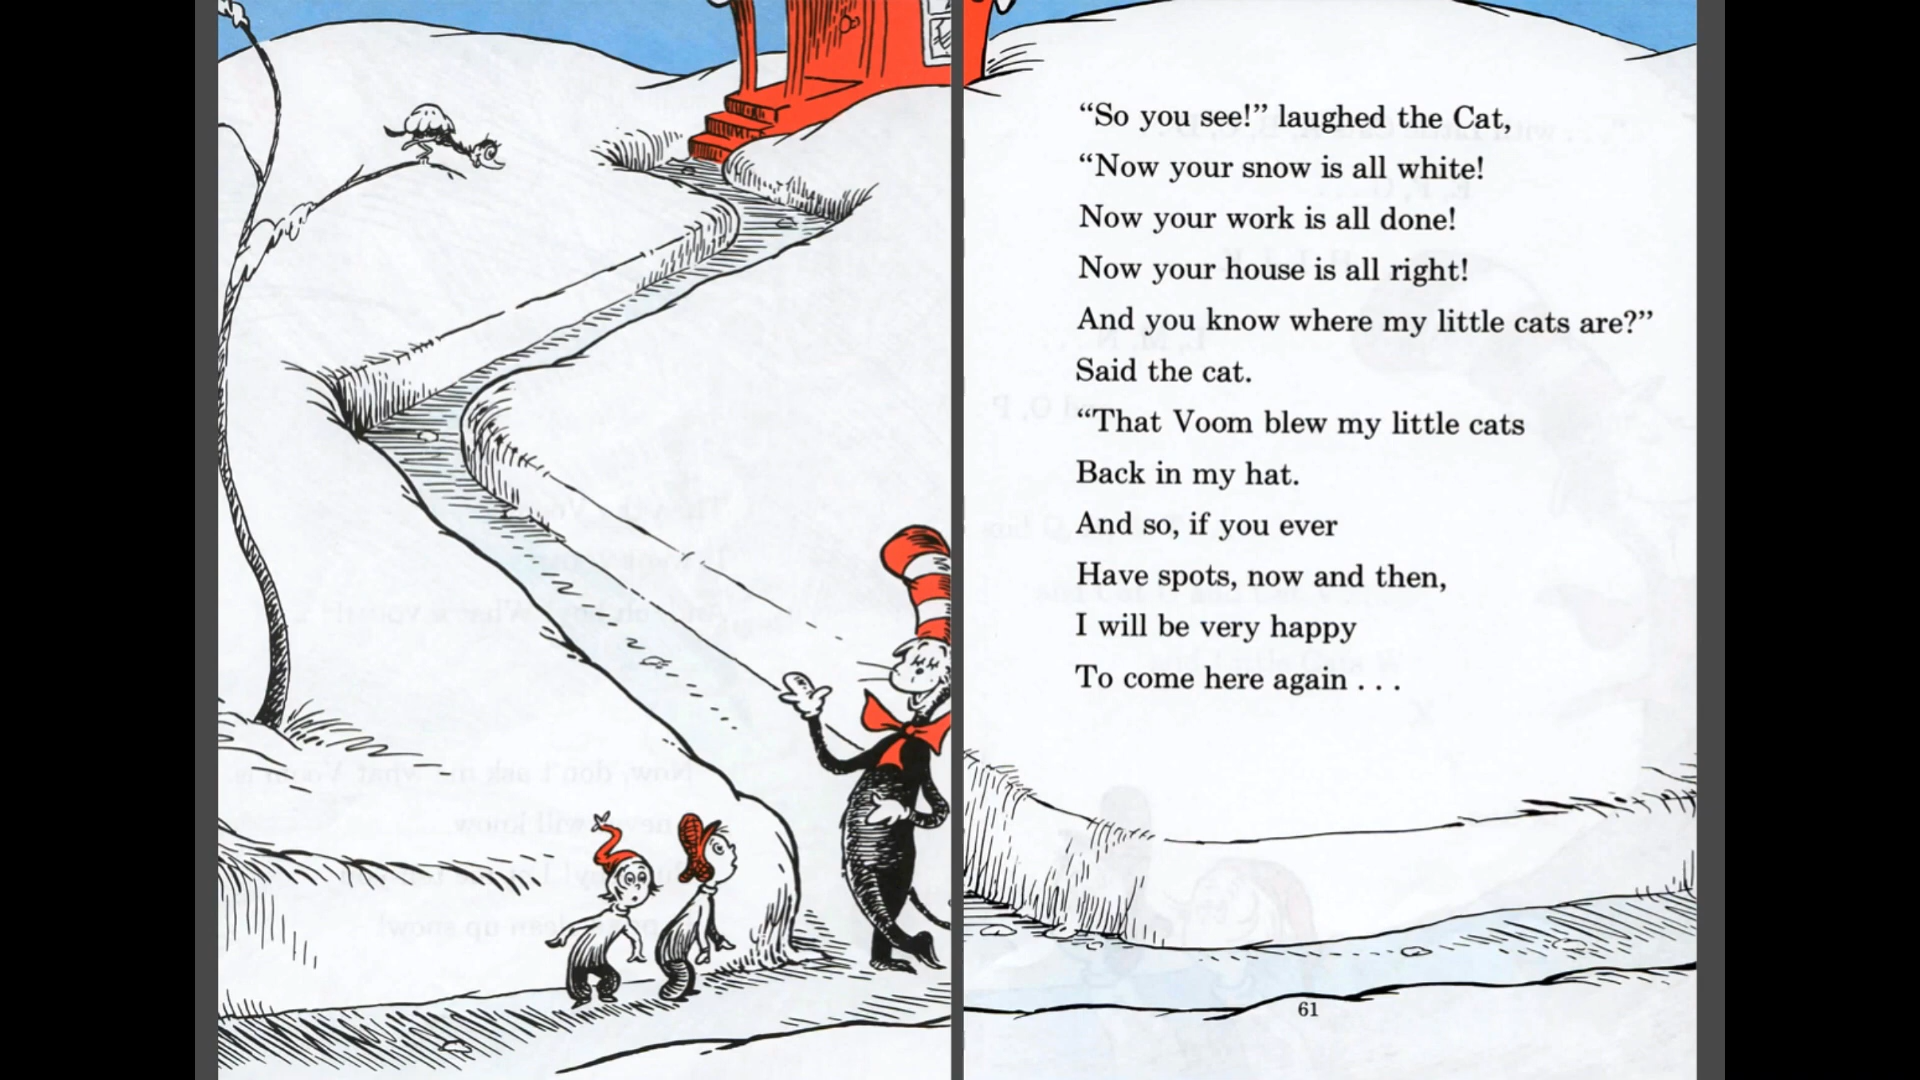 “So you see!” laughed the Cat,
“Now your snow is all white!
Now your work is all done!
Now your house is all right!
And you know where my little cats are?”
Said the cat.
“That Voom blew my little cats
Back in my hat.
And so, if you ever
Have spots, now and then,
I will be very happy
To come here again . . .
61